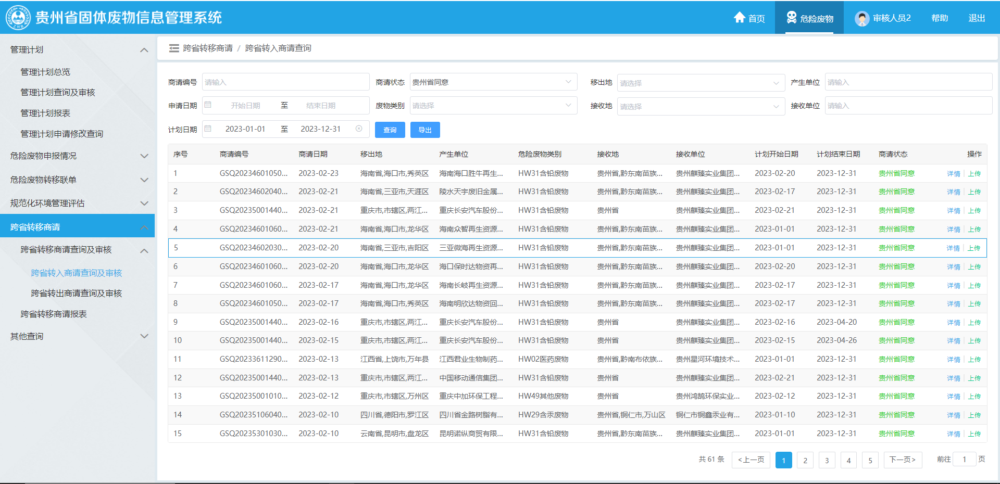 贵州省固体废物信息管理系统 首页 危险废物 审核人员2 帮助 退出
管理计划
管理计划总览
管理计划查询及审核
管理计划报表
管理计划申请修改查询
危险废物申报情况
危险废物转移联单
规范化环境管理评估
跨省转移商请
跨省转移商请查询及审核
跨省转入商请查询及审核
跨省转出商请查询及审核
跨省转移商请报表
其他查询
跨省转移商请 / 跨省转入商请查询
商请编号 请输入 商请状态 贵州省同意 移出地 请选择 产生单位 请输入
申请日期 开始日期 至 结束日期 废物类别 请选择 接收地 请选择 接收单位 请输入
计划日期 2023-01-01 至 2023-12-31 查询 导出
序号 商请编号 商请日期 移出地 产生单位 危险废物类别 接收地 接收单位 计划开始日期 计划结束日期 商请状态 操作
1 GSQ20234601050... 2023-02-23 海南省,海口市,秀英区 海南海口胜牛再生... HW31含铅废物 贵州省,黔东南苗族... 贵州麒臻实业集团... 2023-02-20 2023-12-31 贵州省同意 详情 上传
2 GSQ20234602040... 2023-02-21 海南省,三亚市,天涯区 陵水天宇废旧金属... HW31含铅废物 贵州省,黔东南苗族... 贵州麒臻实业集团... 2023-02-17 2023-12-31 贵州省同意 详情 上传
3 GSQ20235001440... 2023-02-21 重庆市,市辖区,两江... 重庆长安汽车股份... HW31含铅废物 贵州省 贵州麒臻实业集团... 2023-02-21 2023-12-31 贵州省同意 详情 上传
4 GSQ20234601060... 2023-02-21 海南省,海口市,龙华区 海南众智再生资源... HW31含铅废物 贵州省,黔东南苗族... 贵州麒臻实业集团... 2023-01-01 2023-12-31 贵州省同意 详情 上传
5 GSQ20234602030... 2023-02-20 海南省,三亚市,吉阳区 三亚微海再生资源... HW31含铅废物 贵州省,黔东南苗族... 贵州麒臻实业集团... 2023-01-01 2023-12-31 贵州省同意 详情 上传
6 GSQ20234601060... 2023-02-20 海南省,海口市,龙华区 海口保时达物资再... HW31含铅废物 贵州省,黔东南苗族... 贵州麒臻实业集团... 2023-02-20 2023-12-31 贵州省同意 详情 上传
7 GSQ20234601060... 2023-02-17 海南省,海口市,龙华区 海南长岐再生资源... HW31含铅废物 贵州省,黔东南苗族... 贵州麒臻实业集团... 2023-02-17 2023-12-31 贵州省同意 详情 上传
8 GSQ20234601050... 2023-02-17 海南省,海口市,秀英区 海南明欣达物资回... HW31含铅废物 贵州省,黔东南苗族... 贵州麒臻实业集团... 2023-02-17 2023-12-31 贵州省同意 详情 上传
9 GSQ20235001440... 2023-02-16 重庆市,市辖区,两江... 重庆长安汽车股份... HW31含铅废物 贵州省 贵州麒臻实业集团... 2023-02-16 2023-04-20 贵州省同意 详情 上传
10 GSQ20235001440... 2023-02-15 重庆市,市辖区,两江... 重庆长安汽车股份... HW31含铅废物 贵州省 贵州麒臻实业集团... 2023-02-15 2023-04-26 贵州省同意 详情 上传
11 GSQ20233611290... 2023-02-13 江西省,上饶市,万年县 江西君业生物制药... HW02医药废物 贵州省,黔南布依族... 贵州星河环境技术... 2023-01-01 2023-12-31 贵州省同意 详情 上传
12 GSQ20235001440... 2023-02-13 重庆市,市辖区,两江... 中国移动通信集团... HW31含铅废物 贵州省 贵州麒臻实业集团... 2023-02-21 2023-12-31 贵州省同意 详情 上传
13 GSQ20235001010... 2023-02-12 重庆市,市辖区,万州区 重庆中加环保工程... HW49其他废物 贵州省 贵州鸿鹄环保实业... 2023-02-12 2023-12-31 贵州省同意 详情 上传
14 GSQ20235106040... 2023-02-10 四川省,德阳市,罗江区 四川省金路树脂有... HW29含汞废物 贵州省,铜仁市,万山区 铜仁市铜鑫汞业有... 2023-01-10 2023-12-31 贵州省同意 详情 上传
15 GSQ20235301030... 2023-02-10 云南省,昆明市,盘龙区 昆明诺纵商贸有限... HW31含铅废物 贵州省,黔东南苗族... 贵州麒臻实业集团... 2023-01-01 2023-12-31 贵州省同意 详情 上传
共 61 条 <上一页 1 2 3 4 5 下一页> 前往 1 页